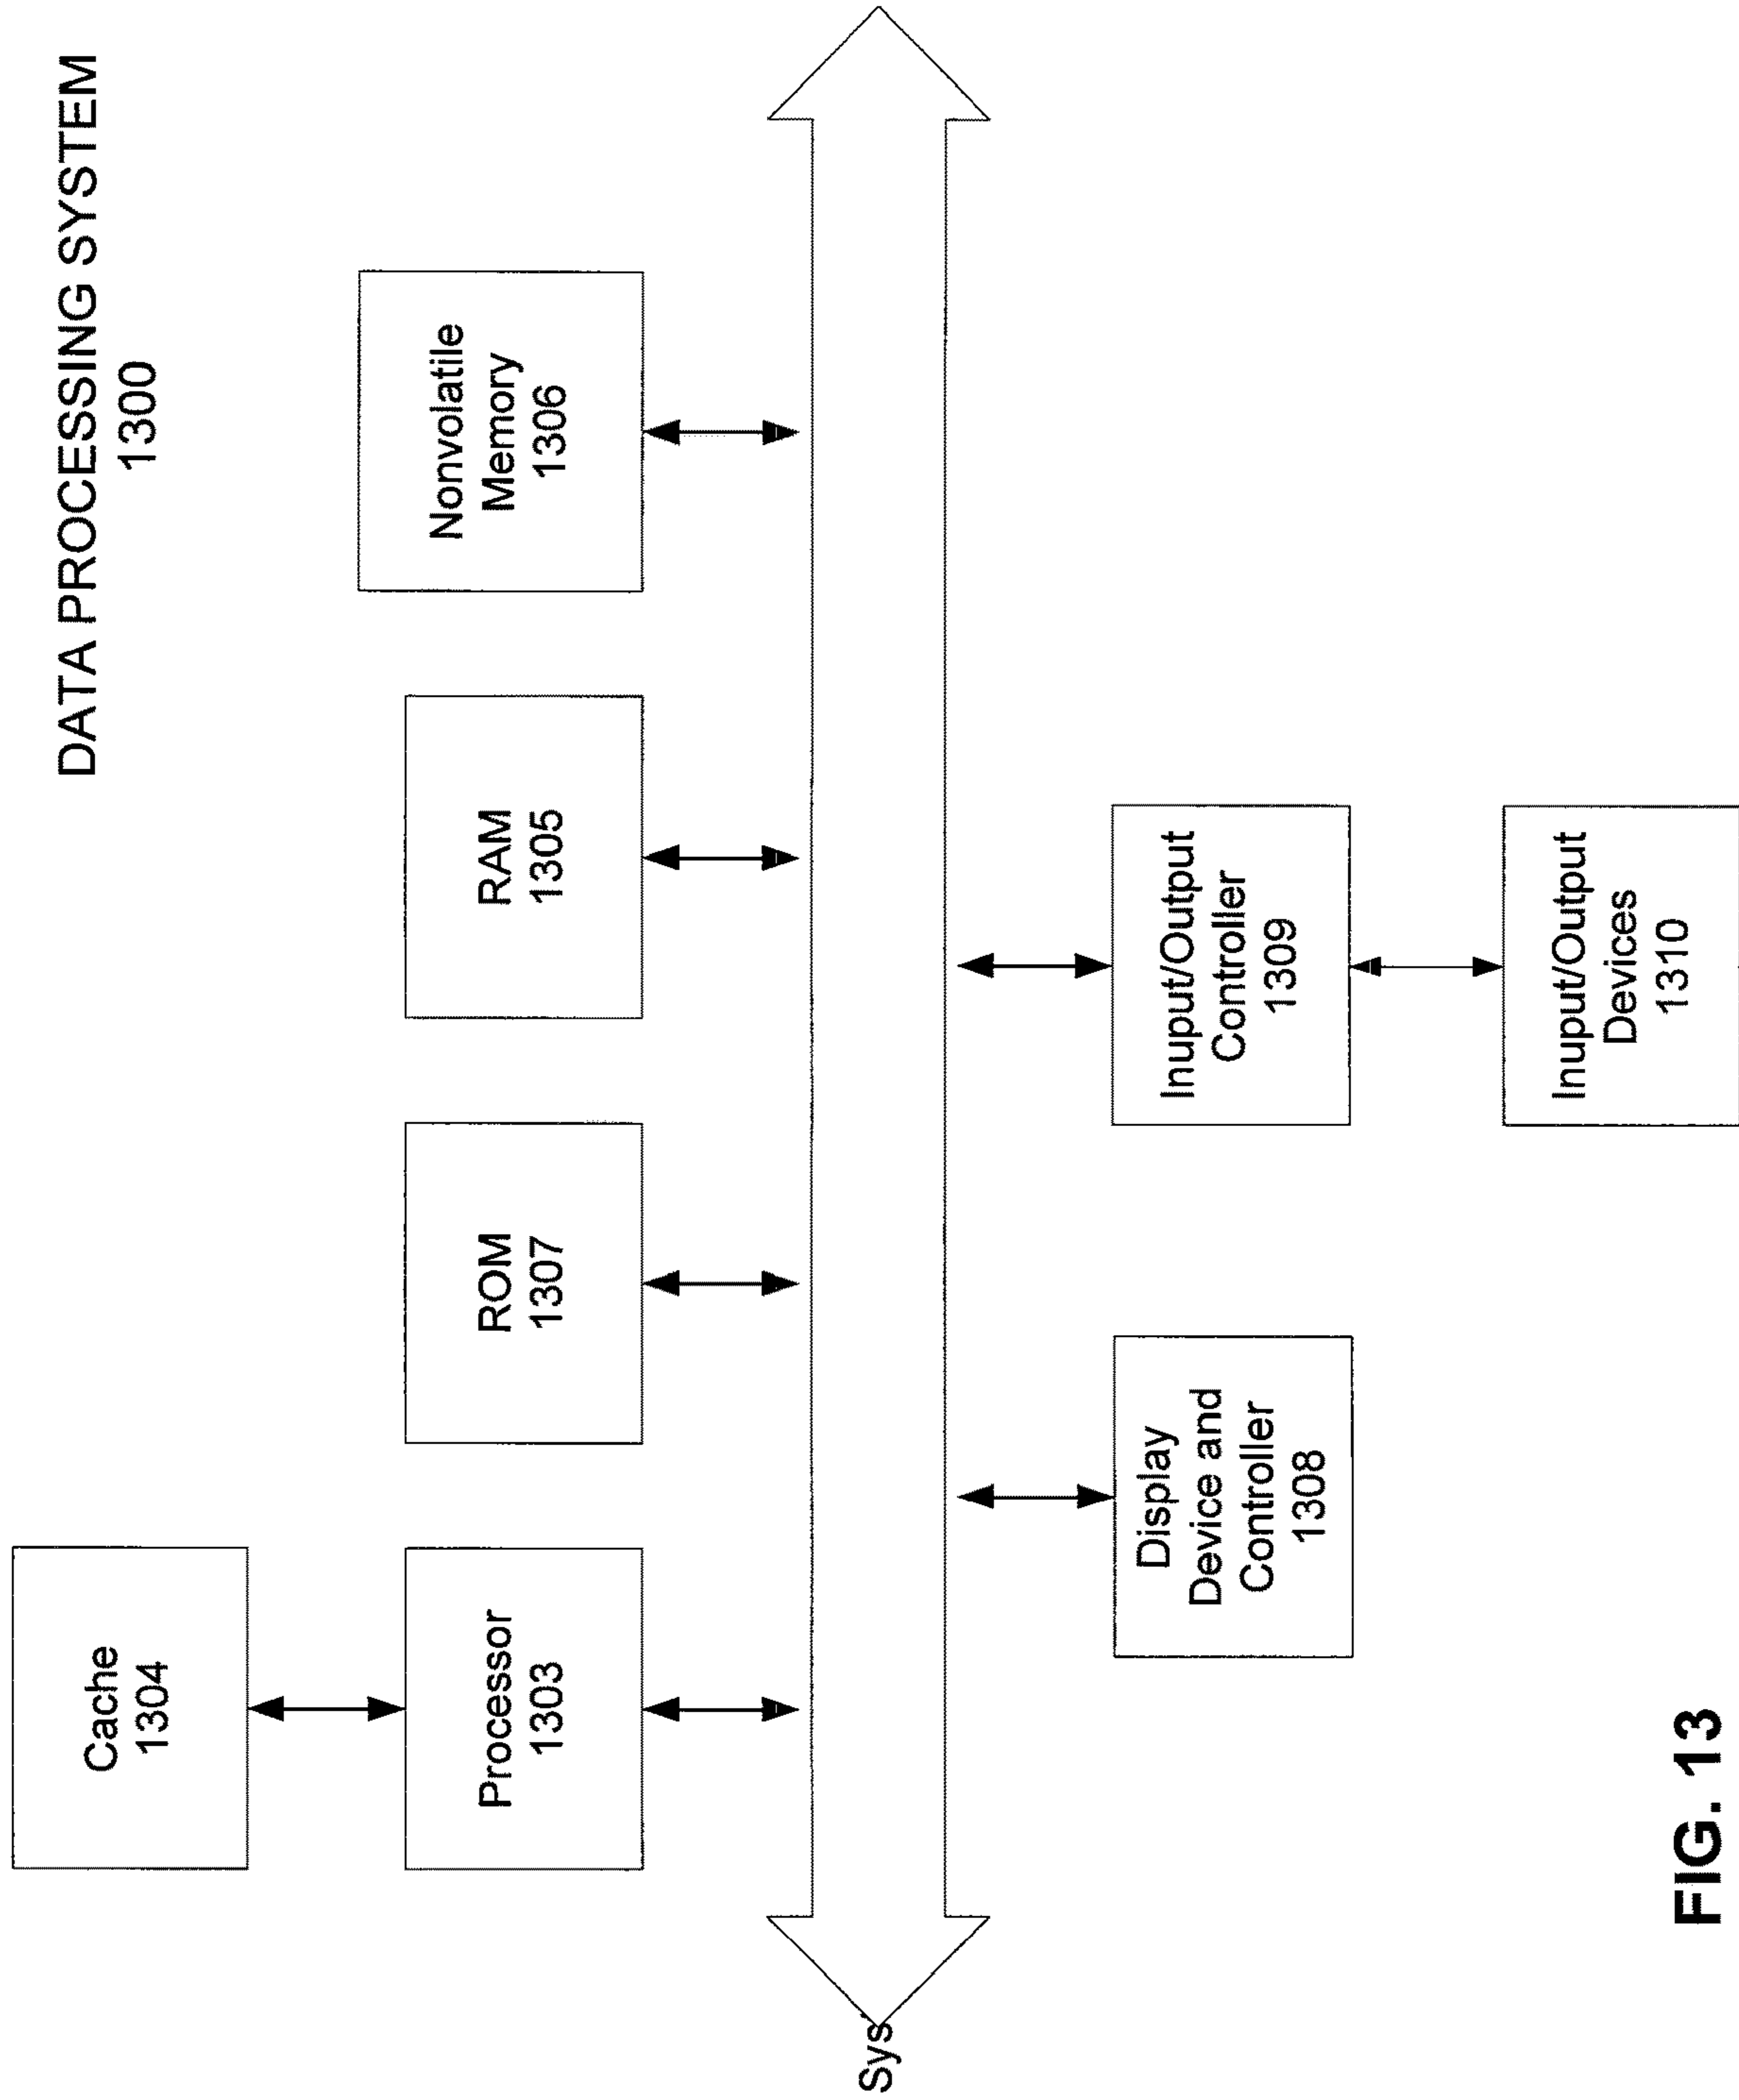 DATA PROCESSING SYSTEM
1300
Cache
1304
Processor
1303
ROM
1307
RAM
1305
Nonvolatile
Memory
1306
Sys
Display
Device and
Controller
1308
Inuput/Output
Controller
1309
Inuput/Output
Devices
1310
FIG. 13